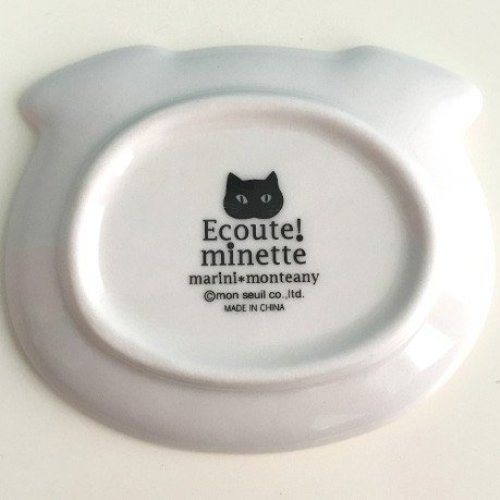 Ecoute!
minette
marini*monteany
©mon seuil co.,ltd.
MADE IN CHINA